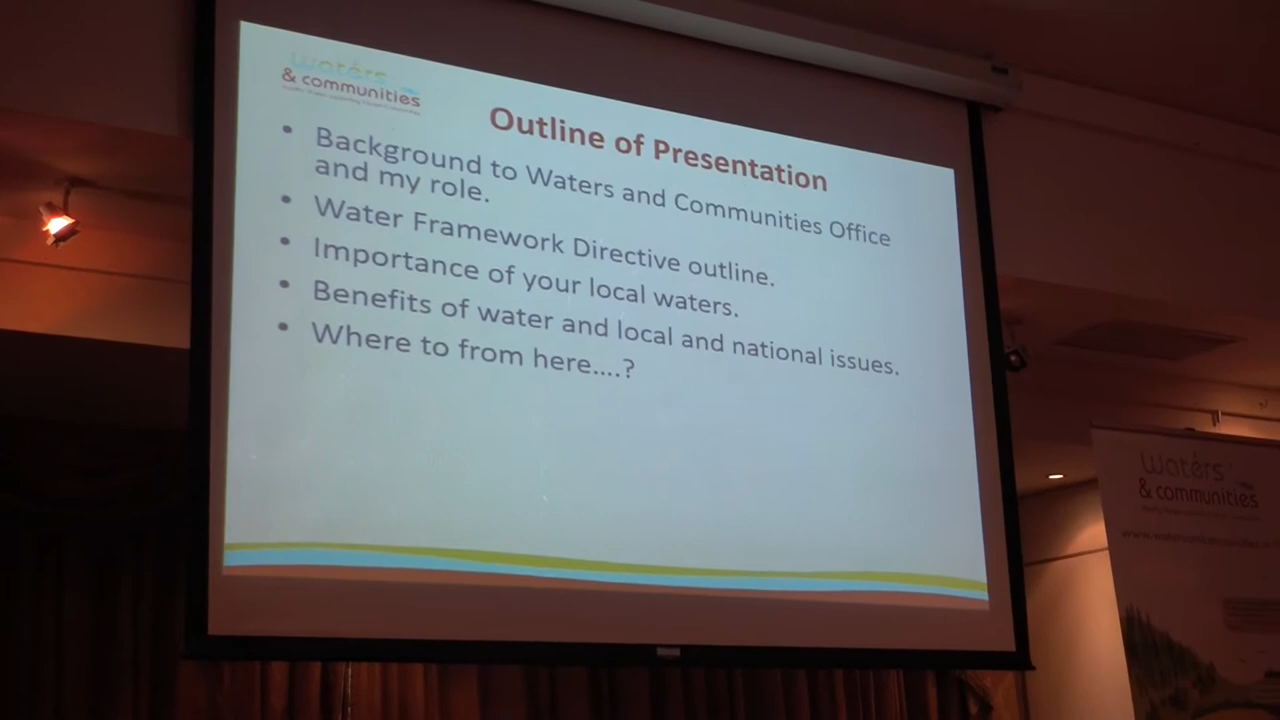 waters
& communities
Outline of Presentation
• Background to Waters and Communities Office
and my role.
• Water Framework Directive outline.
• Importance of your local waters.
• Benefits of water and local and national issues.
• Where to from here....?
waters
& communities